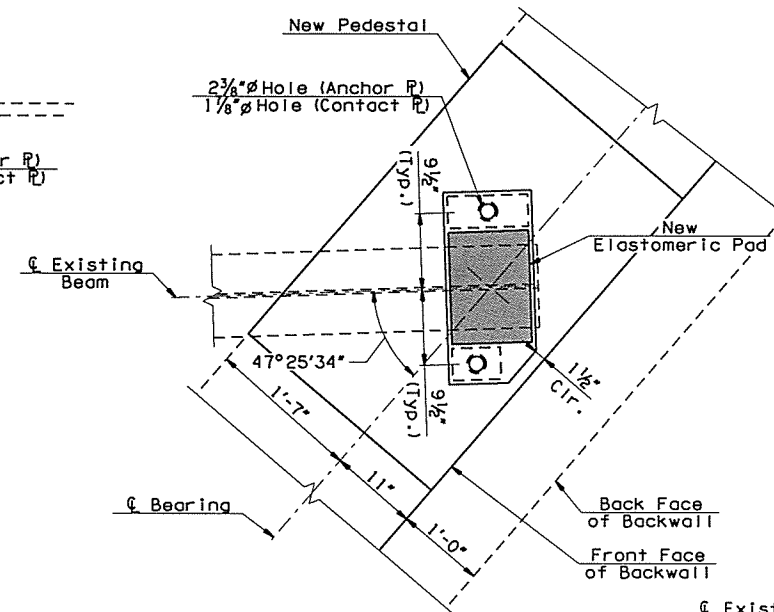 New Pedestal
2⅜"⌀ Hole (Anchor ℞)
1⅛"⌀ Hole (Contact ℞)
r ℞)
ct ℞)
9½"
(Typ.)
New
Elastomeric Pad
℄ Existing
Beam
47°25'34"
9½"
(Typ.)
1½"
Clr.
1'-7"
11"
1'-0"
℄ Bearing
Back Face
of Backwall
Front Face
of Backwall
℄ Exist